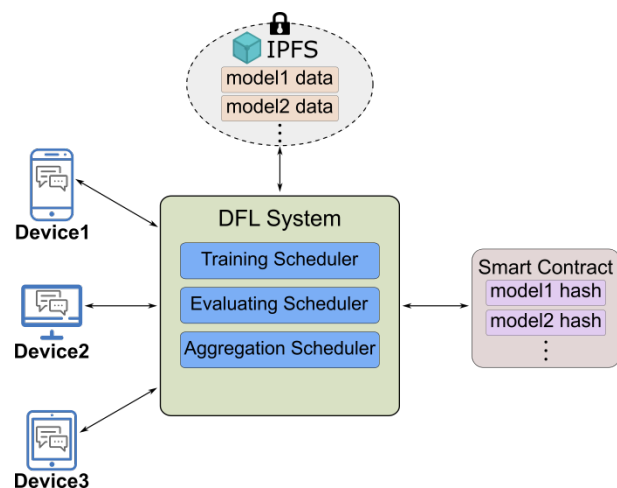 IPFS
model1 data
model2 data
Device1
Device2
Device3
DFL System
Training Scheduler
Evaluating Scheduler
Aggregation Scheduler
Smart Contract
model1 hash
model2 hash